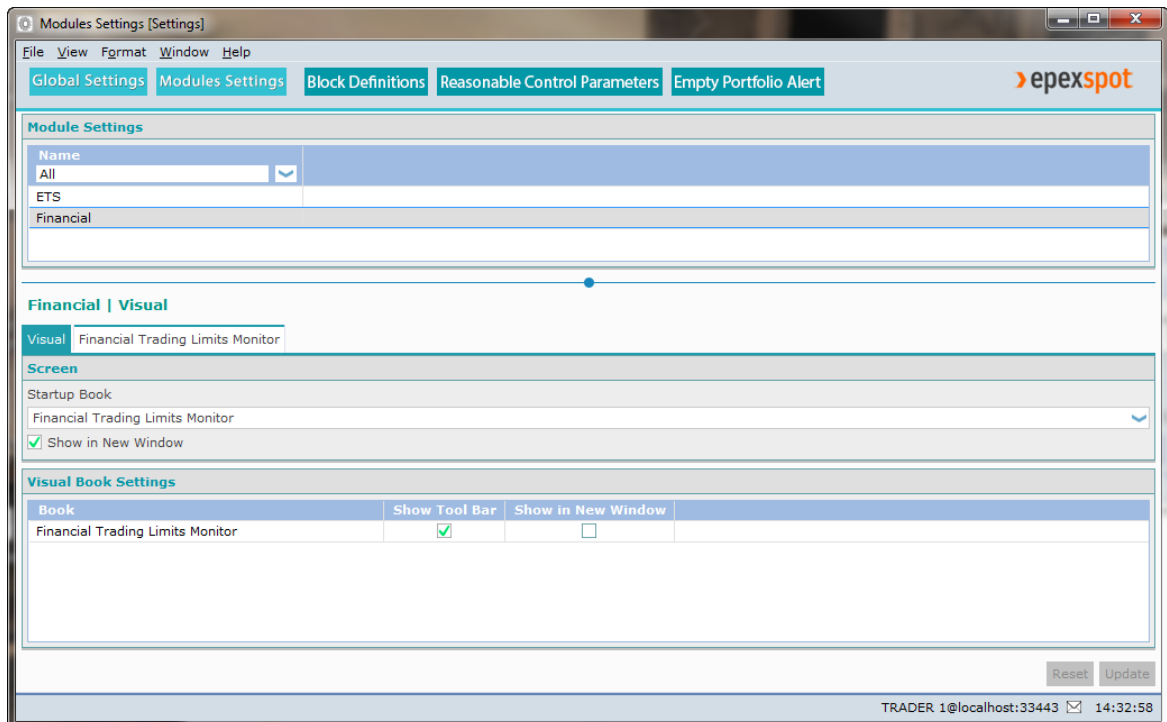 Modules Settings [Settings]
File View Format Window Help
Global Settings Modules Settings Block Definitions Reasonable Control Parameters Empty Portfolio Alert epexspot
Module Settings
Name
All
ETS
Financial
Financial | Visual
Visual Financial Trading Limits Monitor
Screen
Startup Book
Financial Trading Limits Monitor
Show in New Window
Visual Book Settings
Book Show Tool Bar Show in New Window
Financial Trading Limits Monitor
Reset Update
TRADER 1@localhost:33443 14:32:58